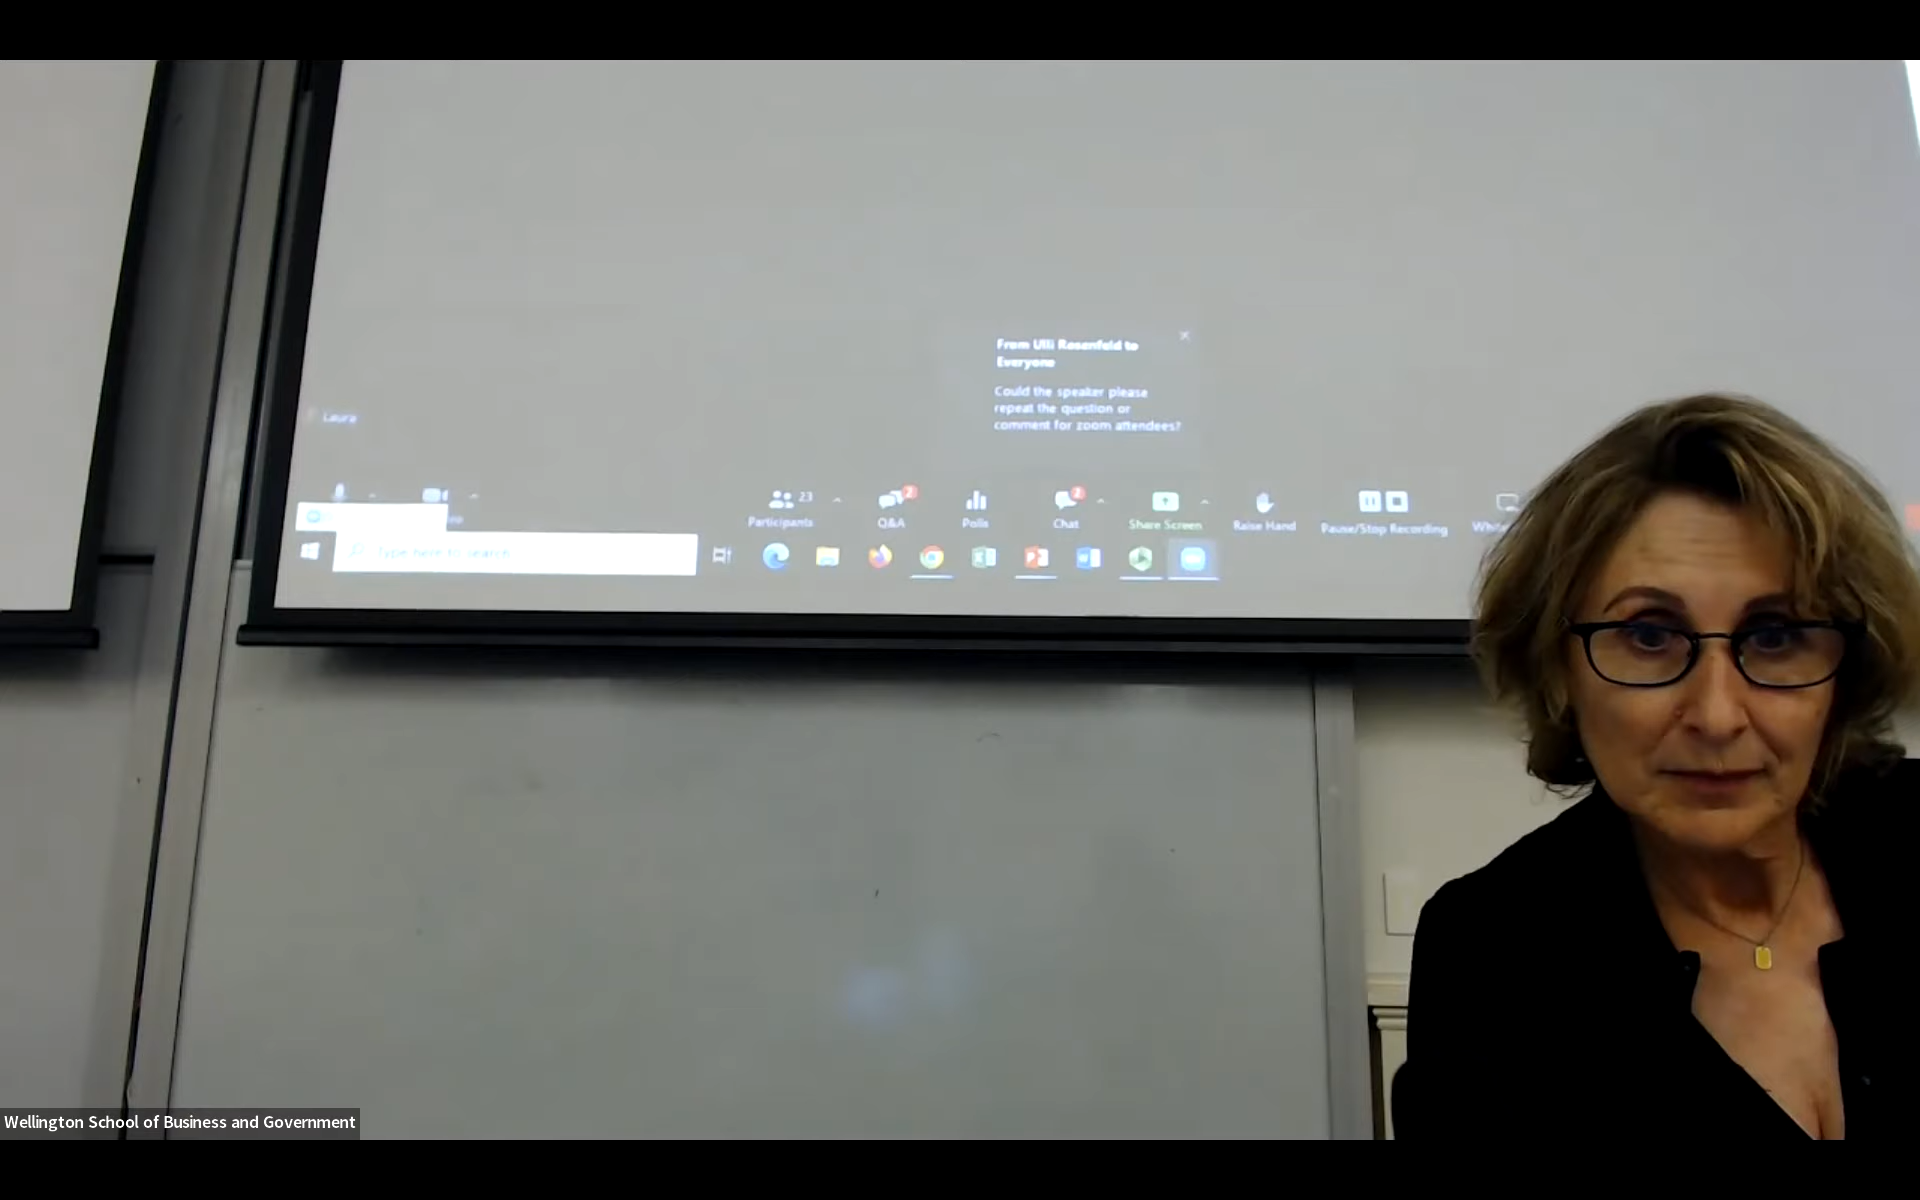 From Ulli Rosenfeld to
Everyone
Could the speaker please
repeat the question or
comment for zoom attendees?
Laura
23
2
2
Participants
Q&A
Polls
Chat
Share Screen
Raise Hand
Pause/Stop Recording
Type here to search
Wellington School of Business and Government